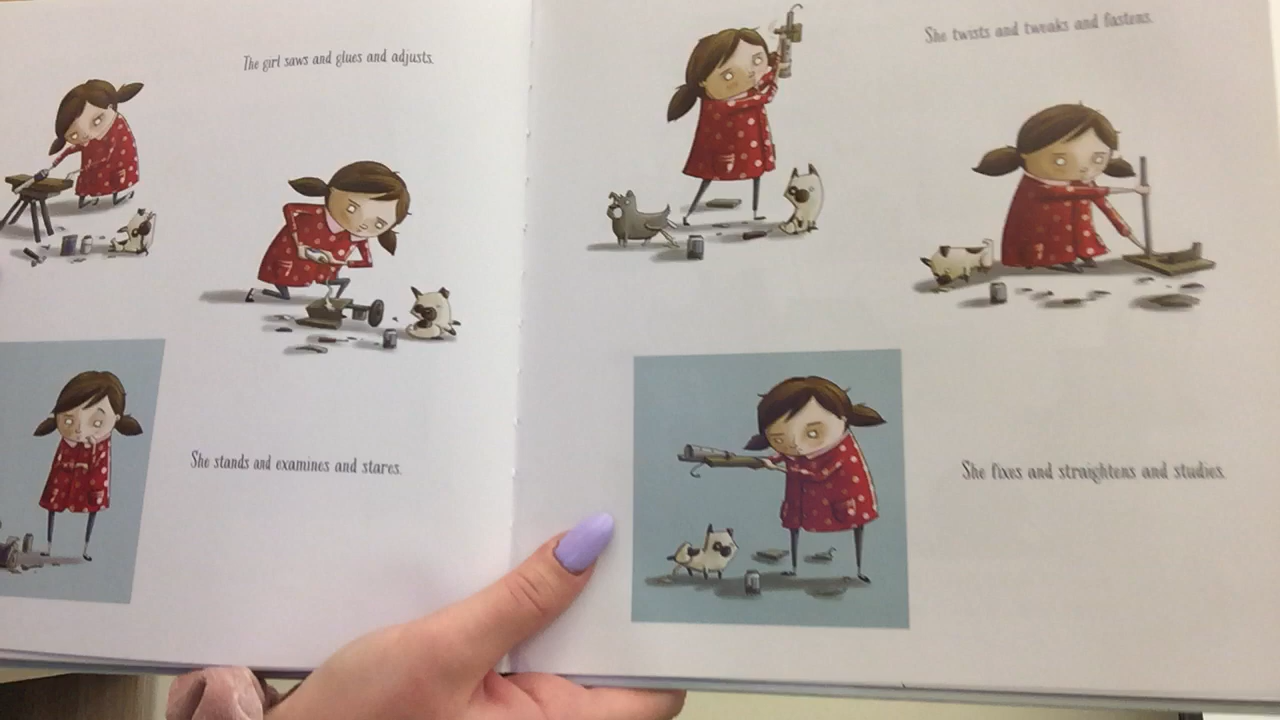 The girl saws and glues and adjusts.
She stands and examines and stares.
She twists and tweaks and fastens.
She fixes and straightens and studies.